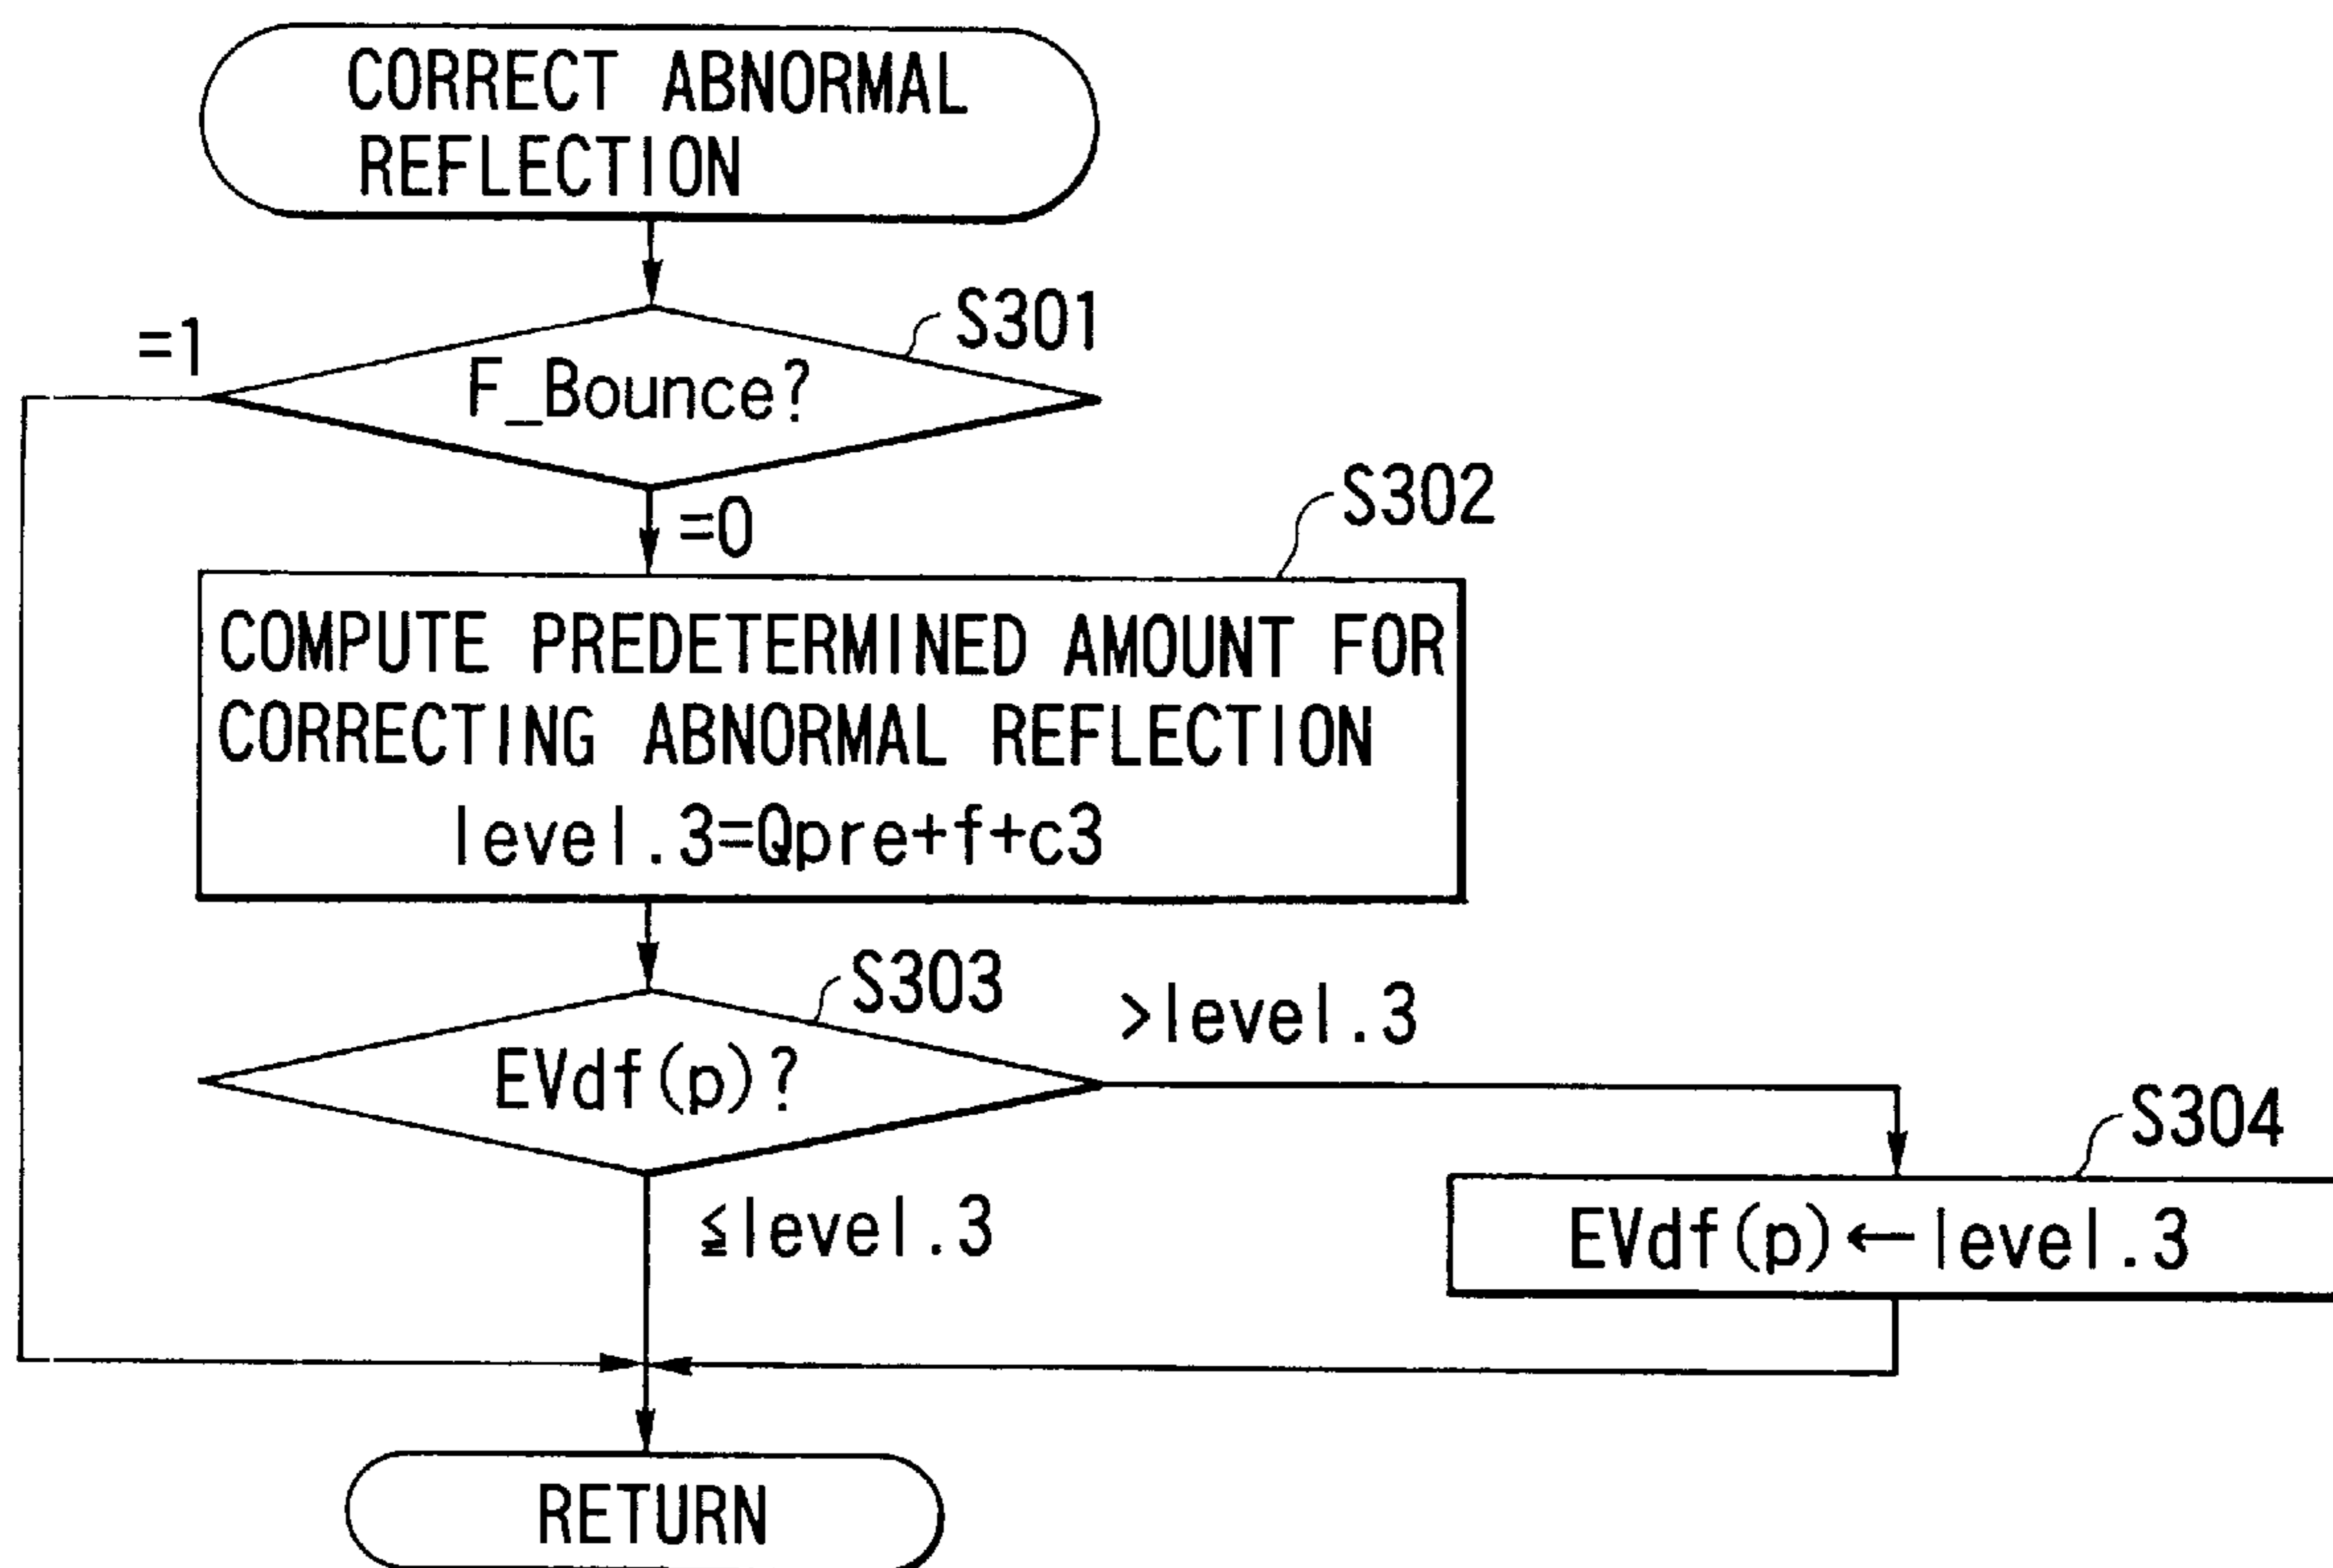 CORRECT ABNORMAL
REFLECTION
S301
=1
F_Bounce?
=0
S302
COMPUTE PREDETERMINED AMOUNT FOR
CORRECTING ABNORMAL REFLECTION
level.3=Qpre+f+c3
S303
>level.3
EVdf(p)?
S304
≦level.3
EVdf(p)←level.3
RETURN